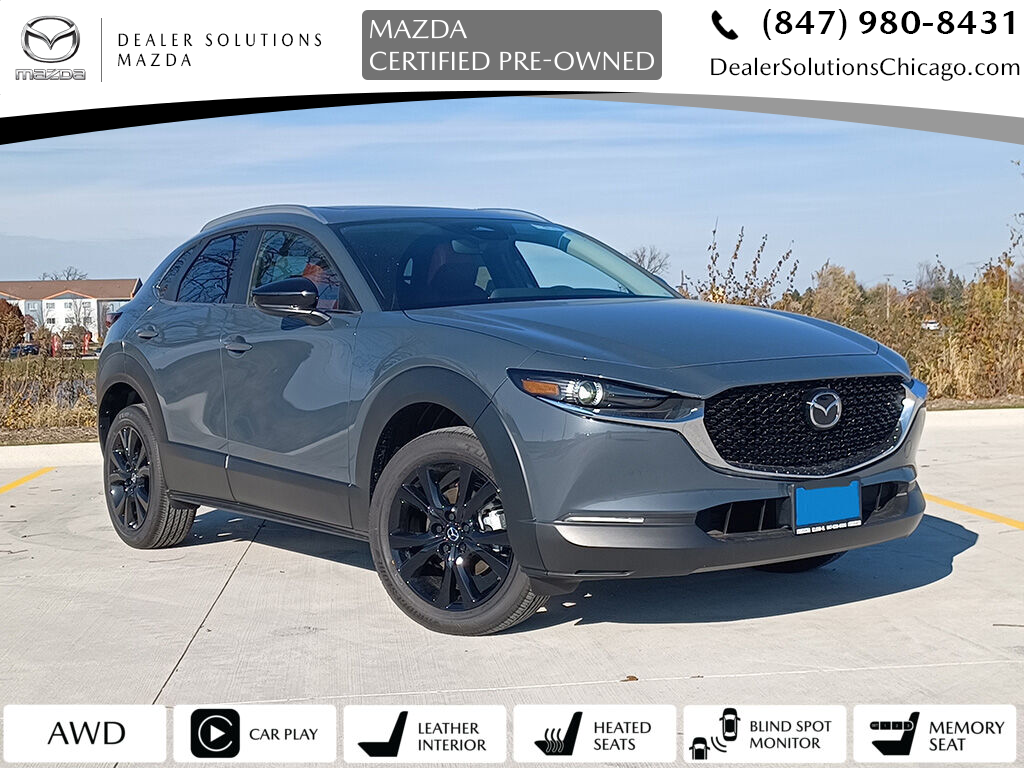 mazda
DEALER SOLUTIONS
MAZDA
MAZDA
CERTIFIED PRE-OWNED
(847) 980-8431
DealerSolutionsChicago.com
AWD
CAR PLAY
LEATHER
INTERIOR
HEATED
SEATS
BLIND SPOT
MONITOR
MEMORY
SEAT